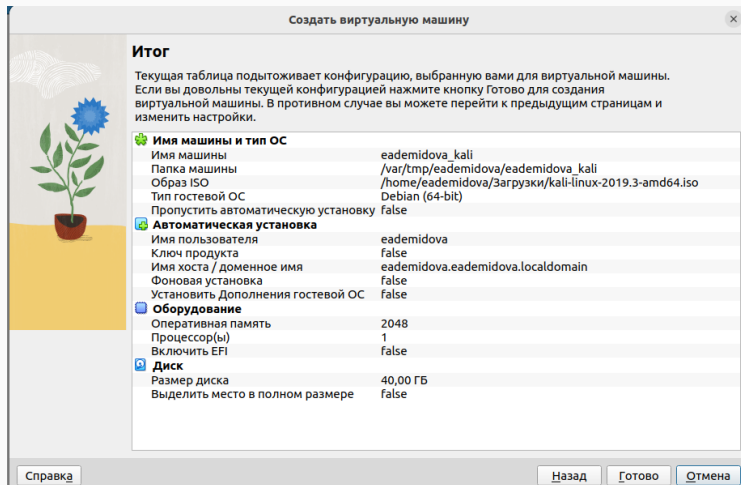 Создать виртуальную машину
Итог
Текущая таблица подытоживает конфигурацию, выбранную вами для виртуальной машины.
Если вы довольны текущей конфигурацией нажмите кнопку Готово для создания
виртуальной машины. В противном случае вы можете перейти к предыдущим страницам и
изменить настройки.
Имя машины и тип ОС
Имя машины eademidova_kali
Папка машины /var/tmp/eademidova/eademidova_kali
Образ ISO /home/eademidova/Загрузки/kali-linux-2019.3-amd64.iso
Тип гостевой ОС Debian (64-bit)
Пропустить автоматическую установку false
Автоматическая установка
Имя пользователя eademidova
Ключ продукта false
Имя хоста / доменное имя eademidova.eademidova.localdomain
Фоновая установка false
Установить Дополнения гостевой ОС false
Оборудование
Оперативная память 2048
Процессор(ы) 1
Включить EFI false
Диск
Размер диска 40,00 ГБ
Выделить место в полном размере false
Справка Назад Готово Отмена